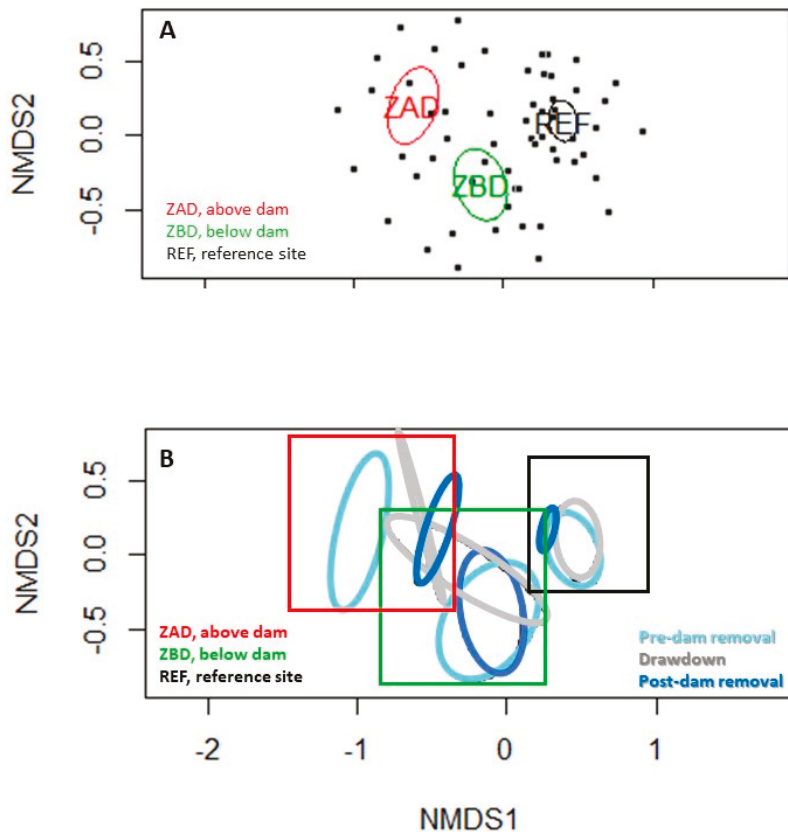 A
NMDS2
0.5
0.0
-0.5
ZAD
ZBD
REF
ZAD, above dam
ZBD, below dam
REF, reference site
B
NMDS2
0.5
0.0
-0.5
ZAD, above dam
ZBD, below dam
REF, reference site
Pre-dam removal
Drawdown
Post-dam removal
-2 -1 0 1
NMDS1